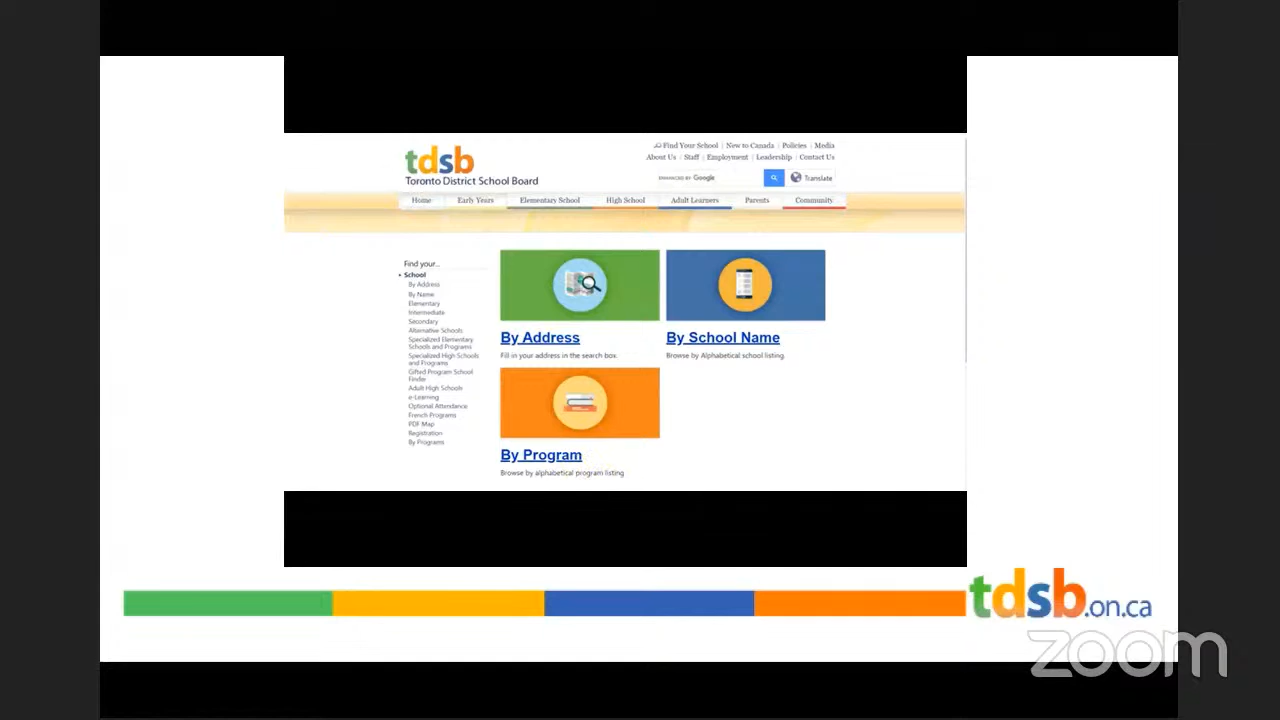 tdsb
Toronto District School Board
Find Your School | New to Canada | Policies | Media
About Us | Staff | Employment | Leadership | Contact Us
ENHANCED BY Google
Translate
Home
Early Years
Elementary School
High School
Adult Learners
Parents
Community
Find your...
School
By Address
By Name
Elementary
Intermediate
Secondary
Alternative Schools
Specialized Elementary
Schools and Programs
Specialized High Schools
and Programs
Gifted Program School
Finder
Adult High Schools
e-Learning
Optional Attendance
French Programs
PDF Map
Registration
By Programs
By Address
Fill in your address in the search box.
By School Name
Browse by Alphabetical school listing.
By Program
Browse by alphabetical program listing
tdsb.on.ca
zoom